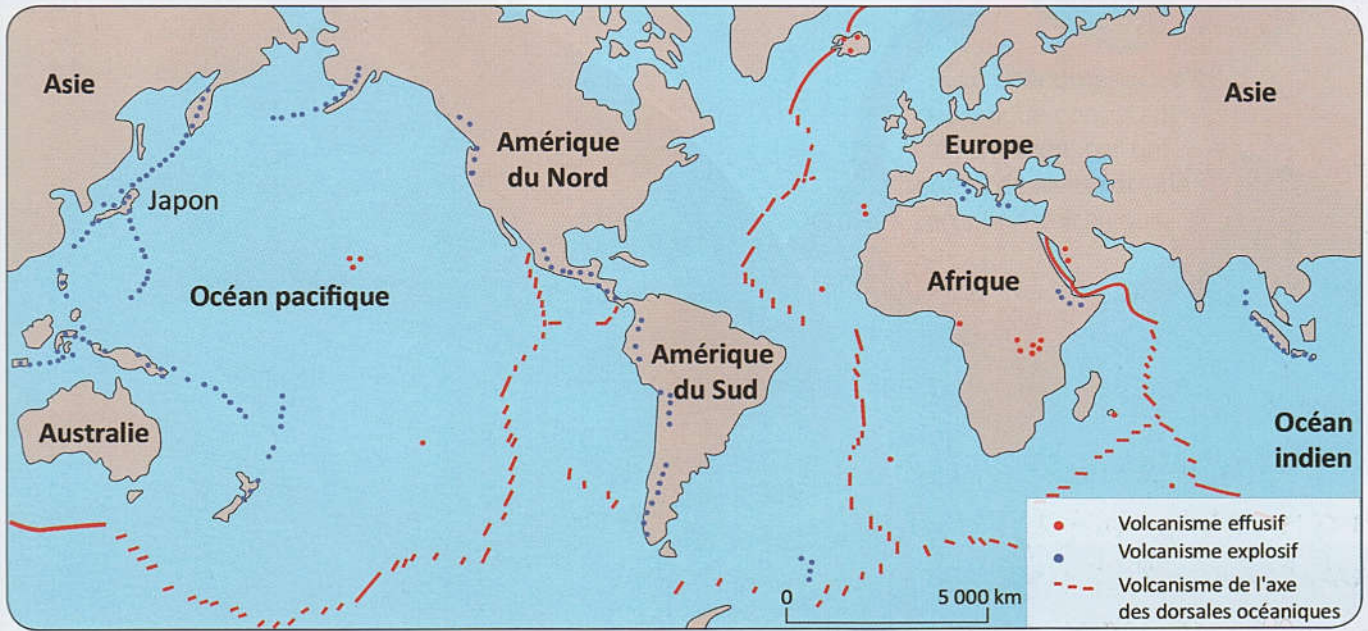 Asie
Asie
Amérique
du Nord
Europe
Japon
Océan pacifique
Afrique
Amérique
du Sud
Australie
Océan
indien
Volcanisme effusif
Volcanisme explosif
Volcanisme de l'axe
des dorsales océaniques
0
5 000 km